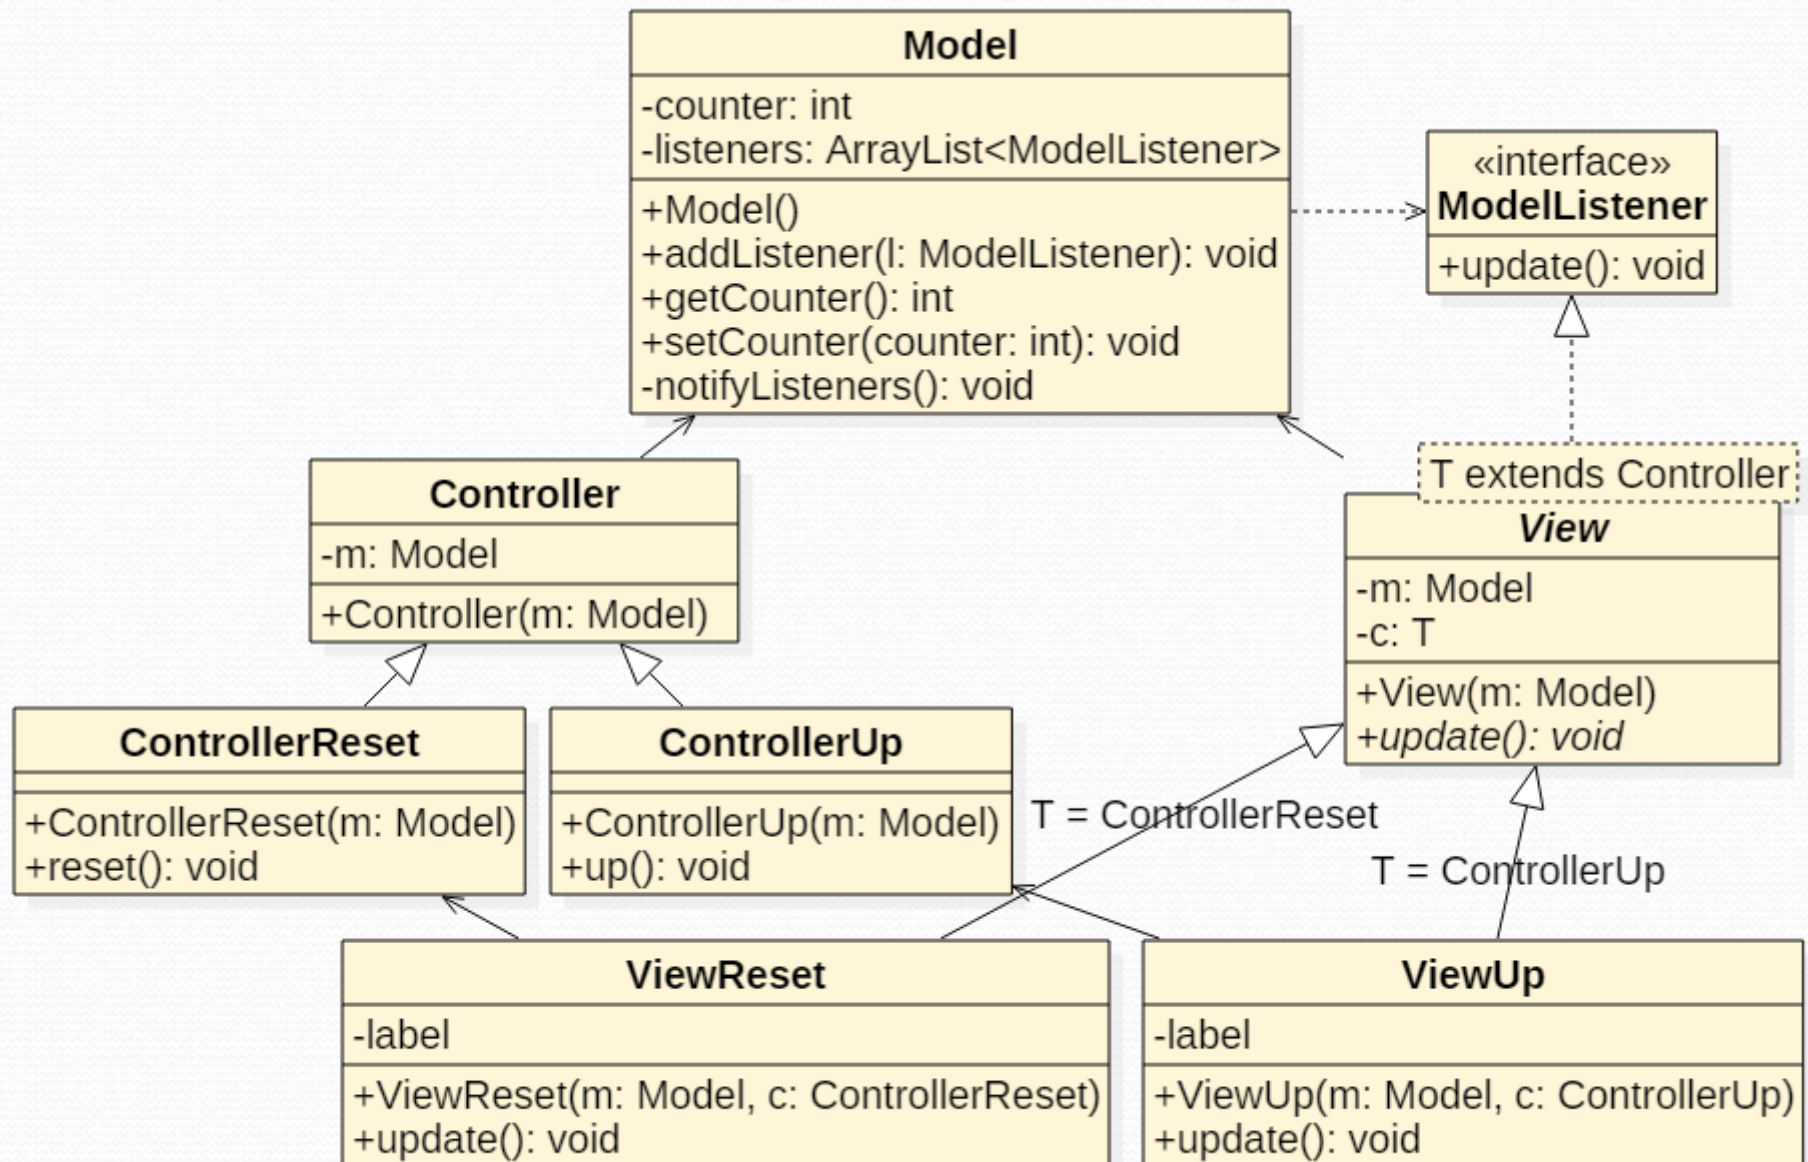 Model
-counter: int
-listeners: ArrayList<ModelListener>
+Model()
+addListener(l: ModelListener): void
+getCounter(): int
+setCounter(counter: int): void
-notifyListeners(): void
«interface»
ModelListener
+update(): void
Controller
-m: Model
+Controller(m: Model)
T extends Controller
View
-m: Model
-c: T
+View(m: Model)
+update(): void
ControllerReset
+ControllerReset(m: Model)
+reset(): void
ControllerUp
+ControllerUp(m: Model)
+up(): void
T = ControllerReset
T = ControllerUp
ViewReset
-label
+ViewReset(m: Model, c: ControllerReset)
+update(): void
ViewUp
-label
+ViewUp(m: Model, c: ControllerUp)
+update(): void